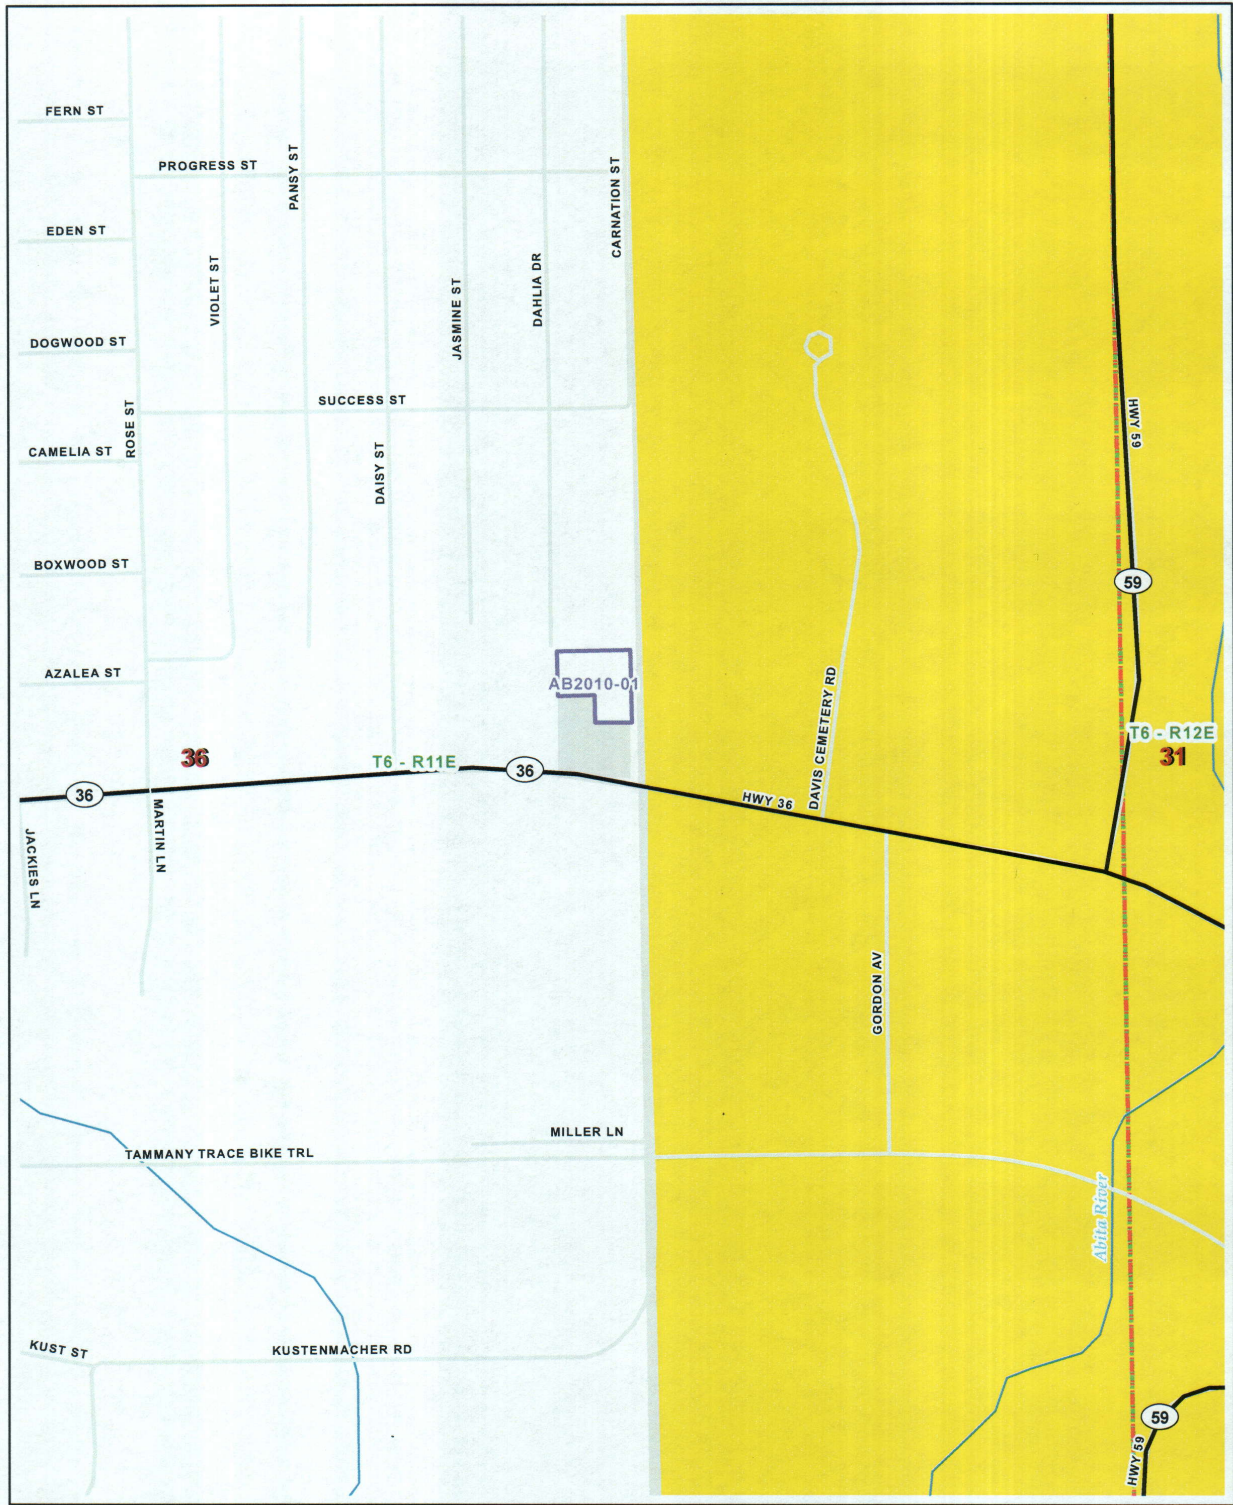 FERN ST
PROGRESS ST
PANSY ST
CARNATION ST
EDEN ST
VIOLET ST
JASMINE ST
DAHLIA DR
DOGWOOD ST
SUCCESS ST
ROSE ST
HWY 59
CAMELIA ST
DAISY ST
BOXWOOD ST
59
AZALEA ST
AB2010-01
DAVIS CEMETERY RD
T6 - R12E
31
36
T6 - R11E
36
36
HWY 36
MARTIN LN
JACKIES LN
GORDON AV
MILLER LN
TAMMANY TRACE BIKE TRL
Abita River
KUST ST
KUSTENMACHER RD
59
HWY 59